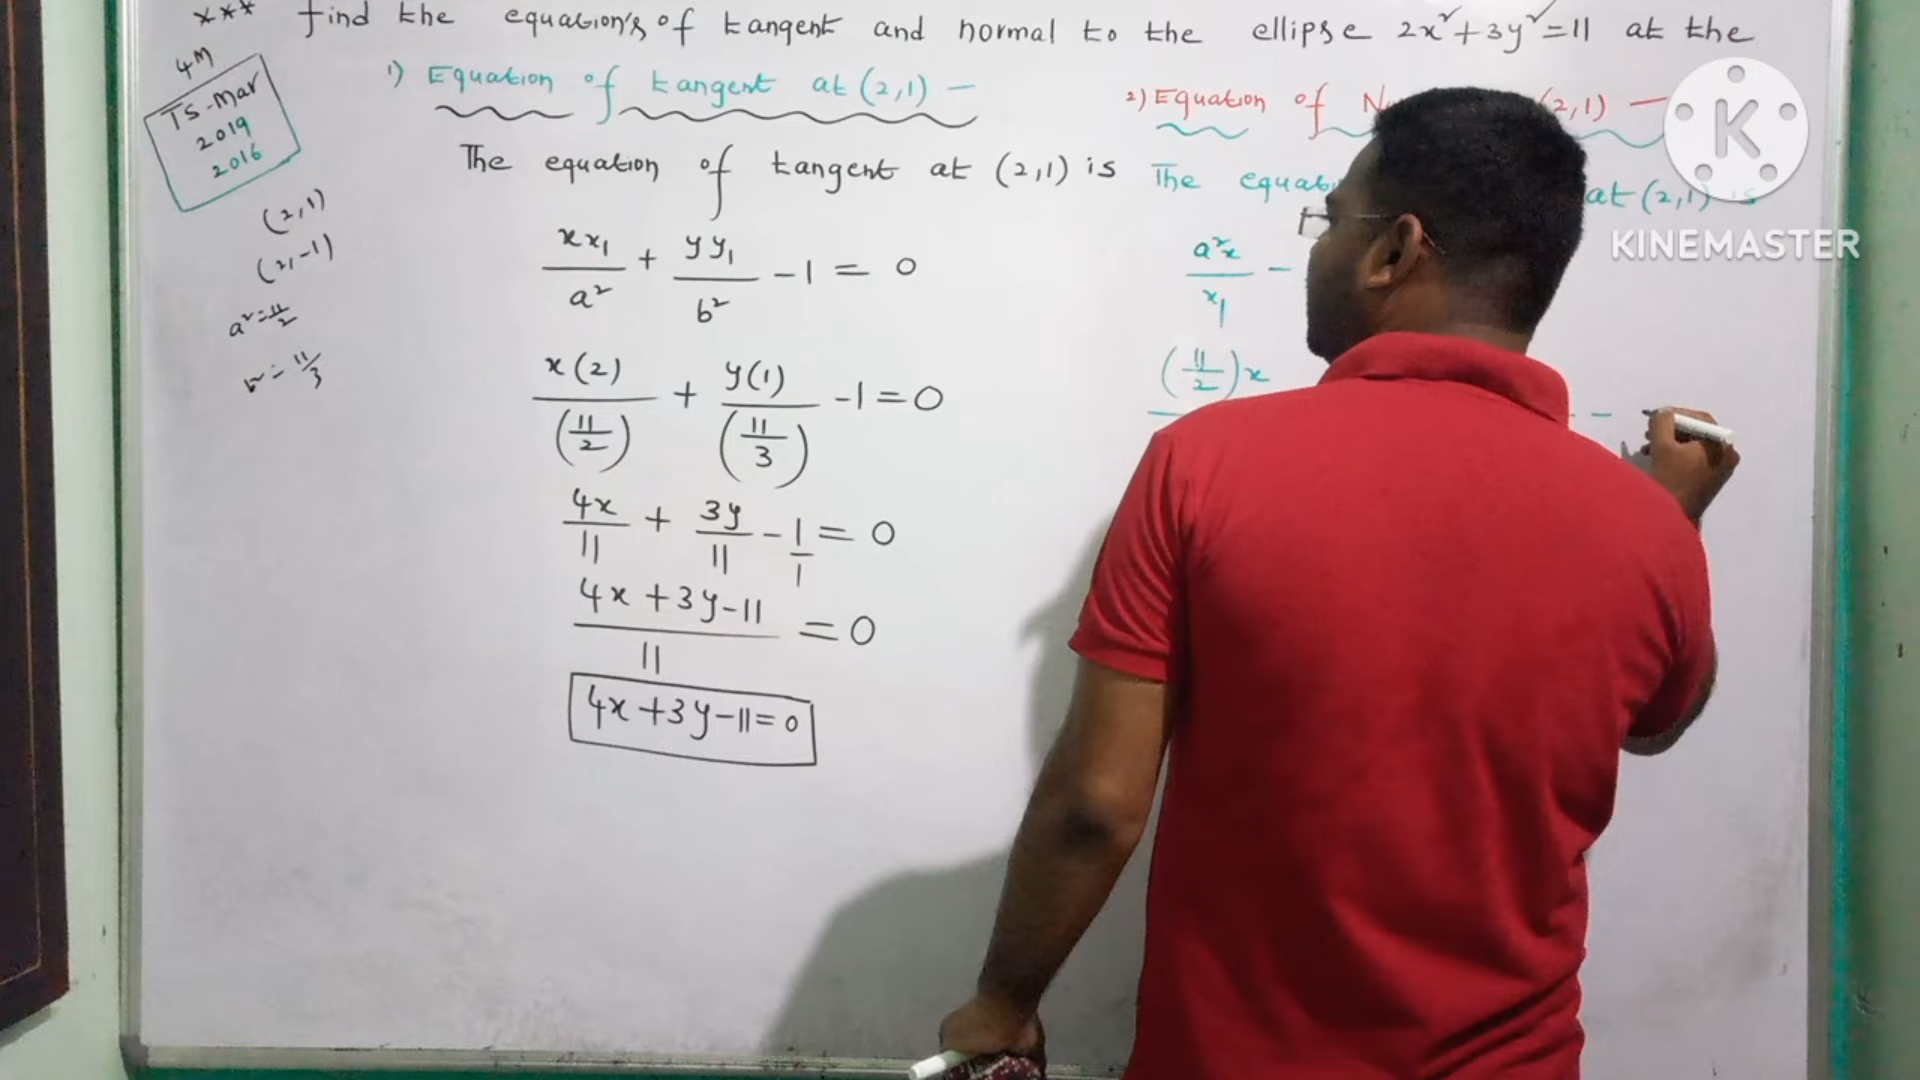 *** find the equation's of tangent and normal to the ellipse 2x²+3y²=11 at the
4M
TS-Mar
2019
2016
(2,1)
(2,-1)
a²=11/2
b²=11/3
1) Equation of tangent at (2,1) -
The equation of tangent at (2,1) is
xx₁/a² + yy₁/b² - 1 = 0
x(2)/(11/2) + y(1)/(11/3) - 1 = 0
4x/11 + 3y/11 - 1/1 = 0
4x+3y-11/11 = 0
4x+3y-11=0
2) Equation of (2,1) —
The at (2,1) is
a²x/x₁ -
(11/2)x
-
K
KINEMASTER